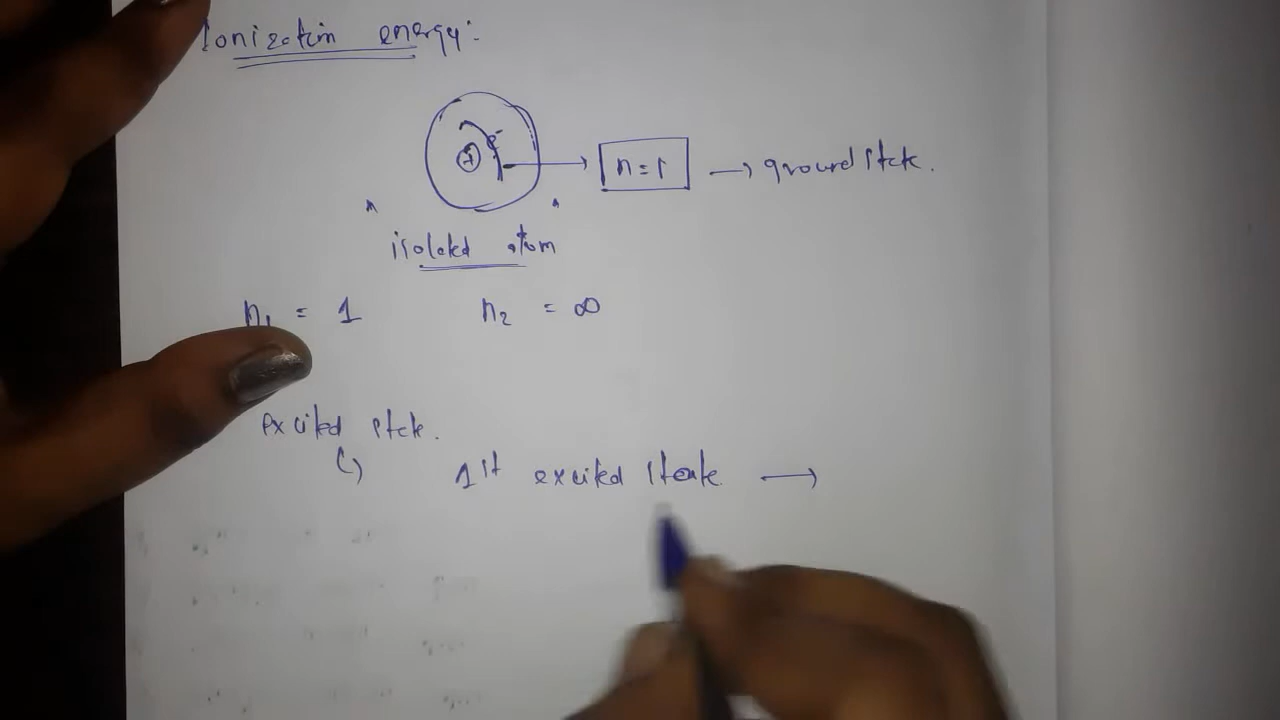 Ionization energy:
+ e⁻ → n=1 → ground state.
isolated atom
n₁ = 1 n₂ = ∞
excited state.
1st excited state →